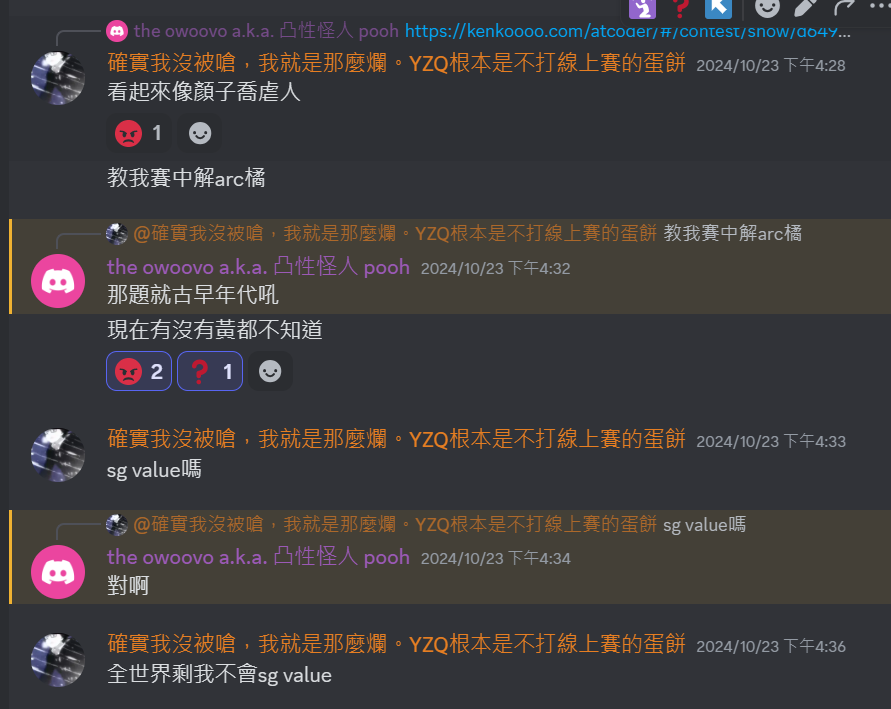 the owoovo a.k.a. 凸性怪人 pooh https://kenkoooo.com/atcoder/#/contest/show/d649...
確實我沒被嗆，我就是那麼爛。YZQ根本是不打線上賽的蛋餅 2024/10/23 下午4:28
看起來像顏子喬虐人
1
教我賽中解arc橘
@確實我沒被嗆，我就是那麼爛。YZQ根本是不打線上賽的蛋餅 教我賽中解arc橘
the owoovo a.k.a. 凸性怪人 pooh 2024/10/23 下午4:32
那題就古早年代吼
現在有沒有黃都不知道
2 1
確實我沒被嗆，我就是那麼爛。YZQ根本是不打線上賽的蛋餅 2024/10/23 下午4:33
sg value嗎
@確實我沒被嗆，我就是那麼爛。YZQ根本是不打線上賽的蛋餅 sg value嗎
the owoovo a.k.a. 凸性怪人 pooh 2024/10/23 下午4:34
對啊
確實我沒被嗆，我就是那麼爛。YZQ根本是不打線上賽的蛋餅 2024/10/23 下午4:36
全世界剩我不會sg value